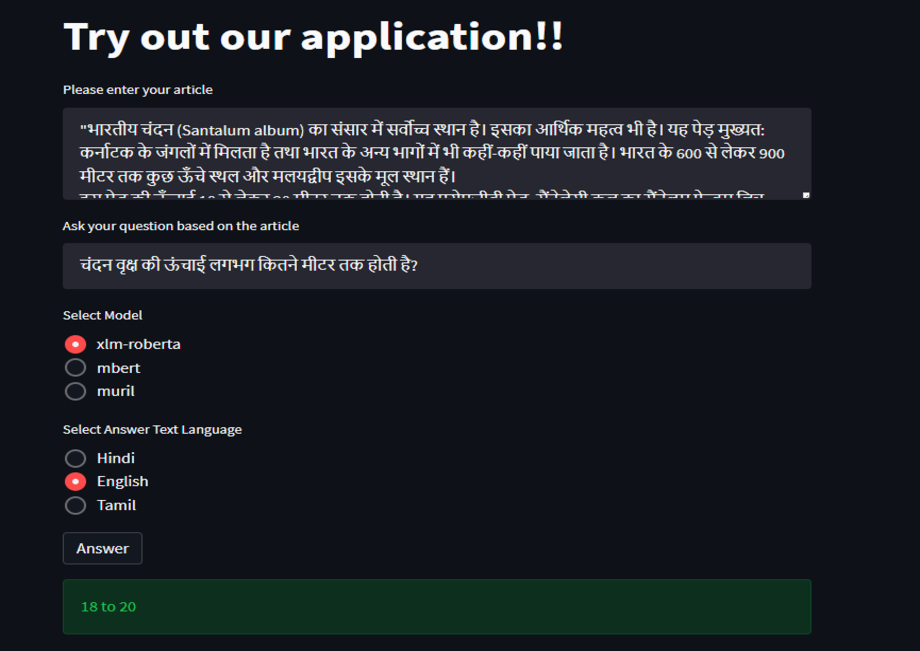 Try out our application!!
Please enter your article
"भारतीय चंदन (Santalum album) का संसार में सर्वोच्च स्थान है। इसका आर्थिक महत्व भी है। यह पेड़ मुख्यत:
कर्नाटक के जंगलों में मिलता है तथा भारत के अन्य भागों में भी कहीं-कहीं पाया जाता है। भारत के 600 से लेकर 900
मीटर तक कुछ ऊँचे स्थल और मलयद्वीप इसके मूल स्थान हैं।
Ask your question based on the article
चंदन वृक्ष की ऊंचाई लगभग कितने मीटर तक होती है?
Select Model
xlm-roberta
mbert
muril
Select Answer Text Language
Hindi
English
Tamil
Answer
18 to 20